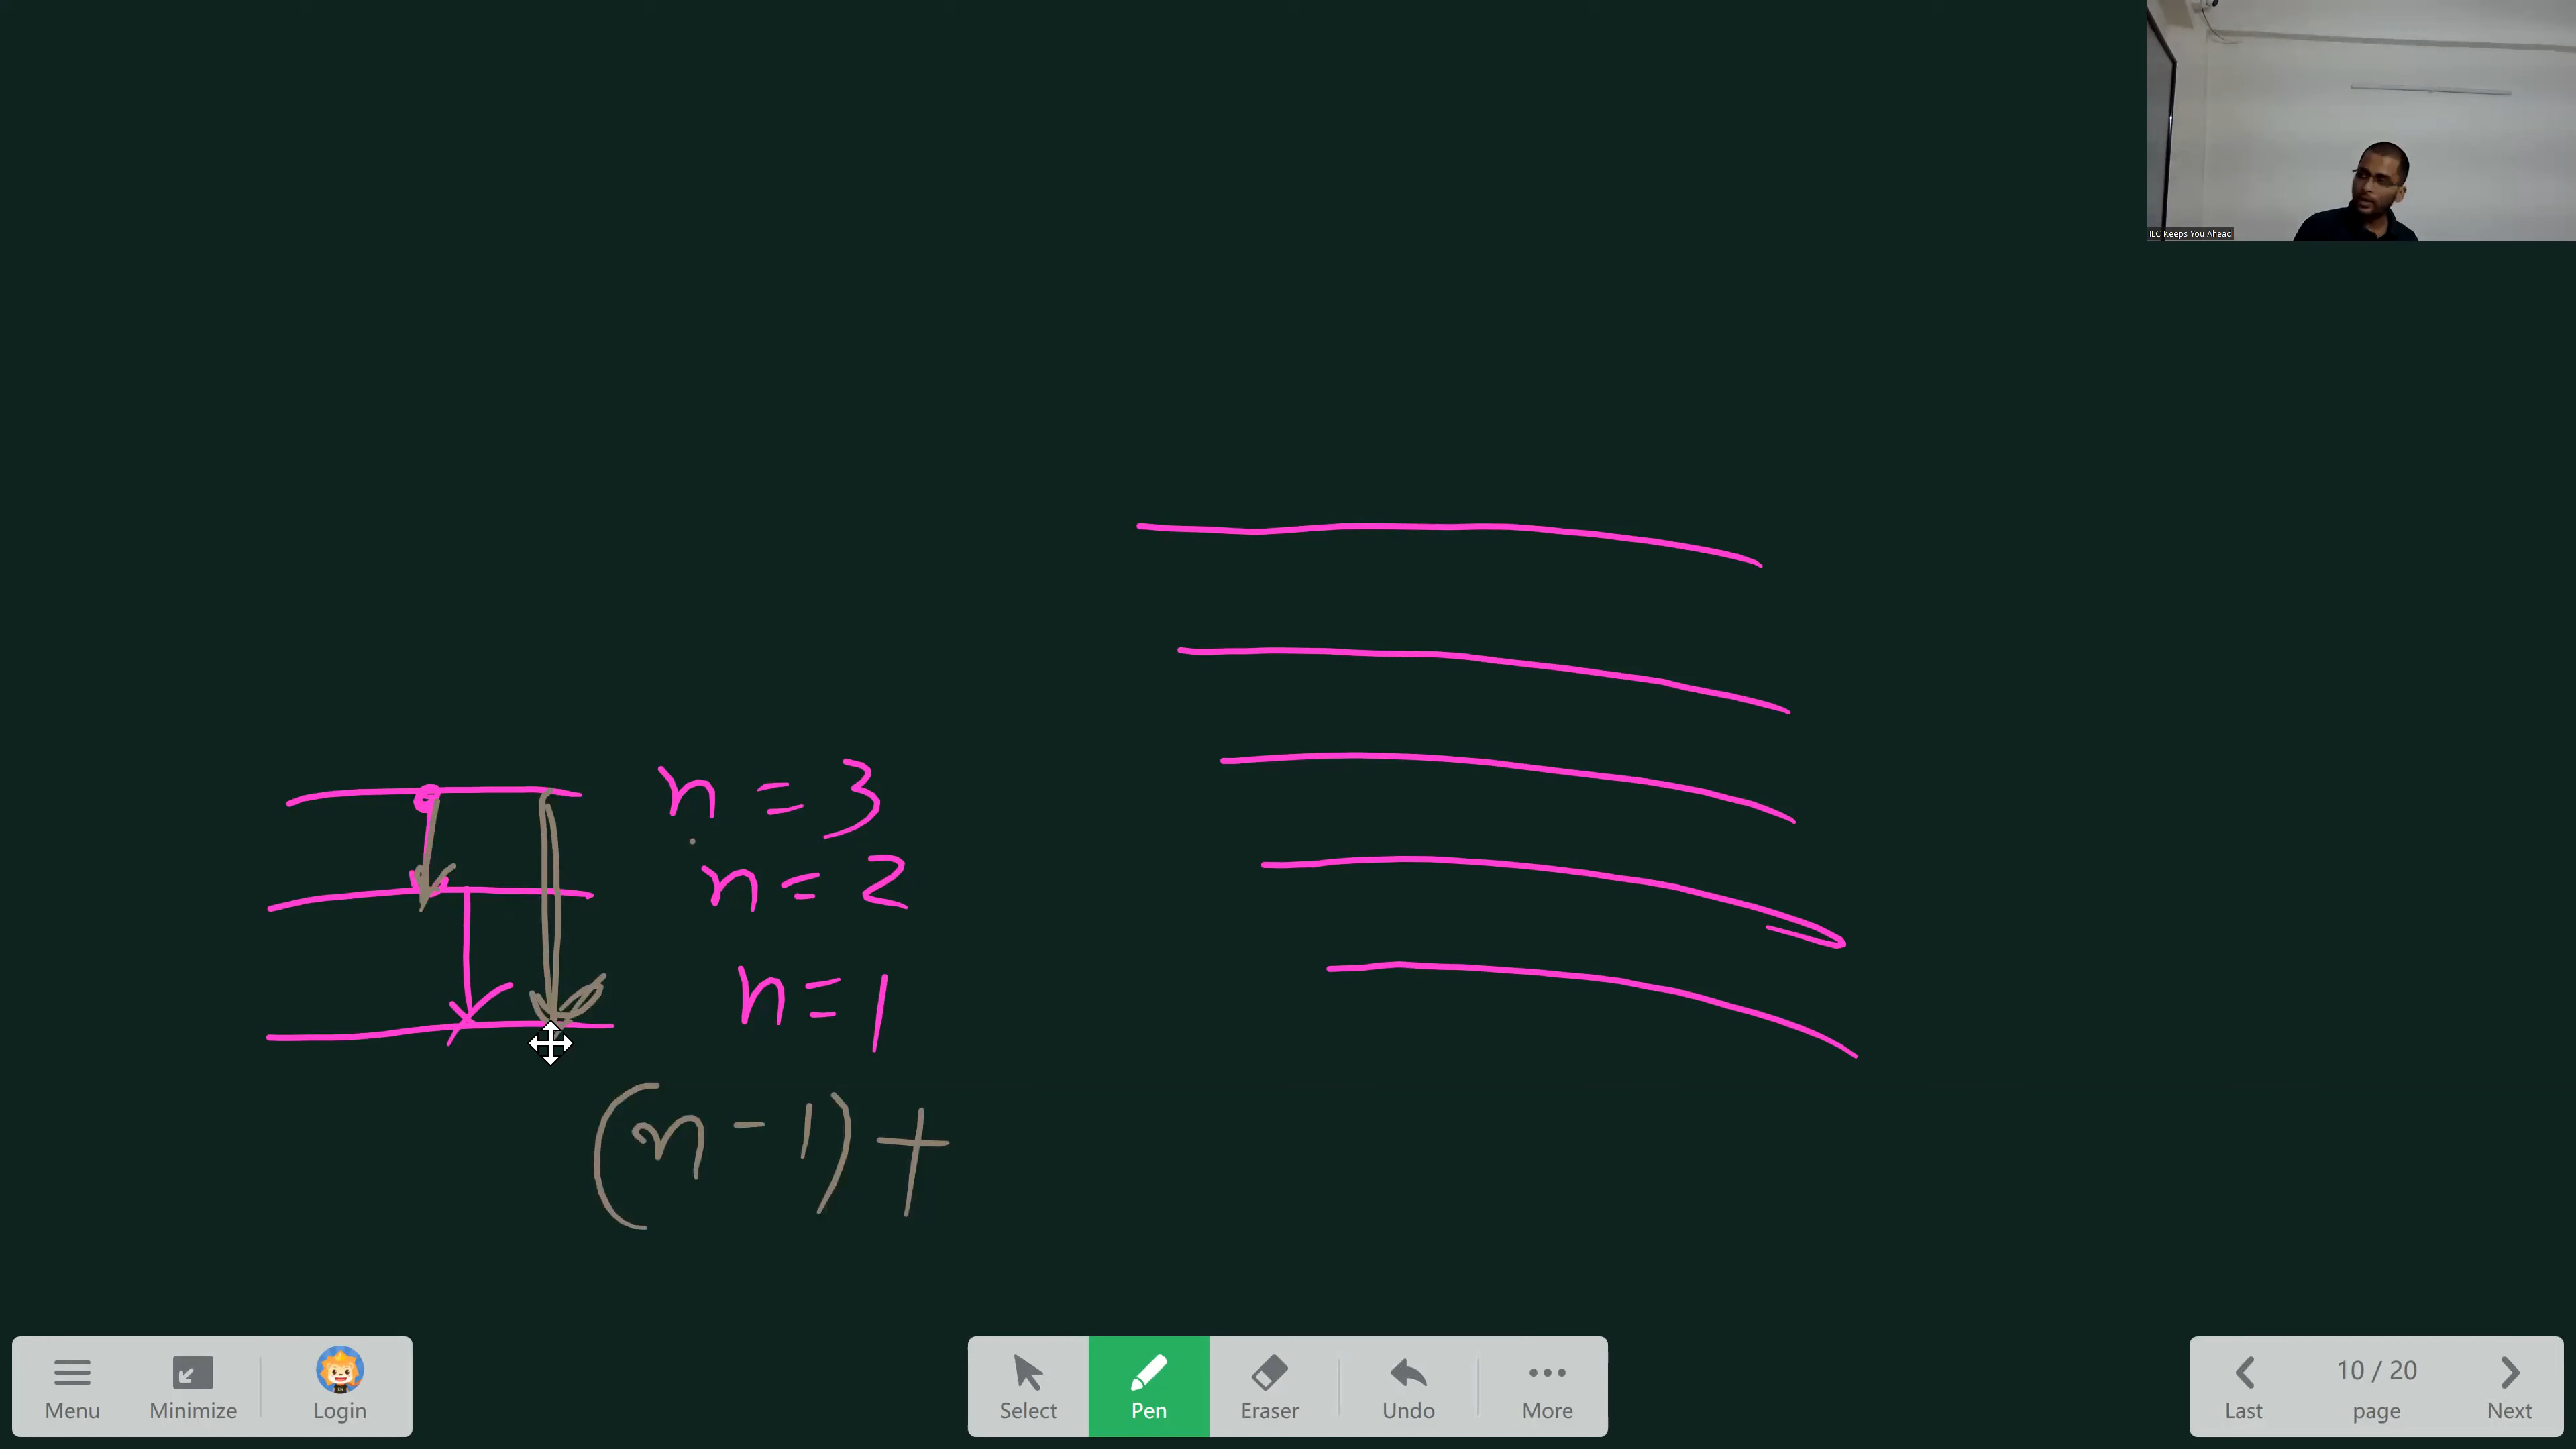 ILC Keeps You Ahead
n = 3
n = 2
n = 1
(n - 1) +
Menu
Minimize
Login
Select
Pen
Eraser
Undo
More
Last
10 / 20
page
Next